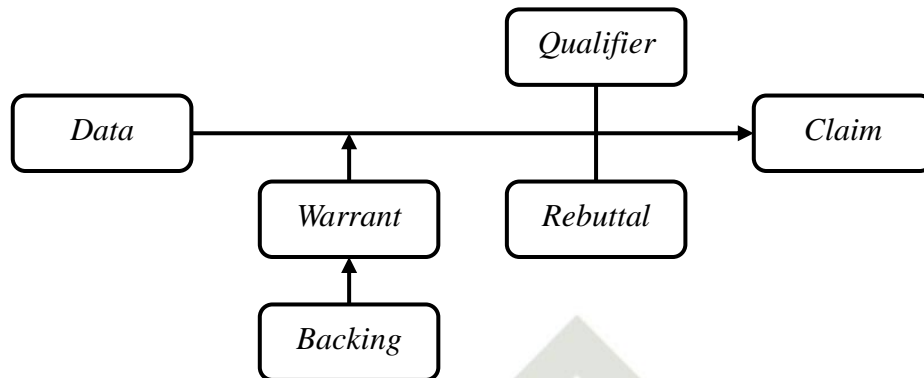 Qualifier
Data
Claim
Warrant
Rebuttal
Backing